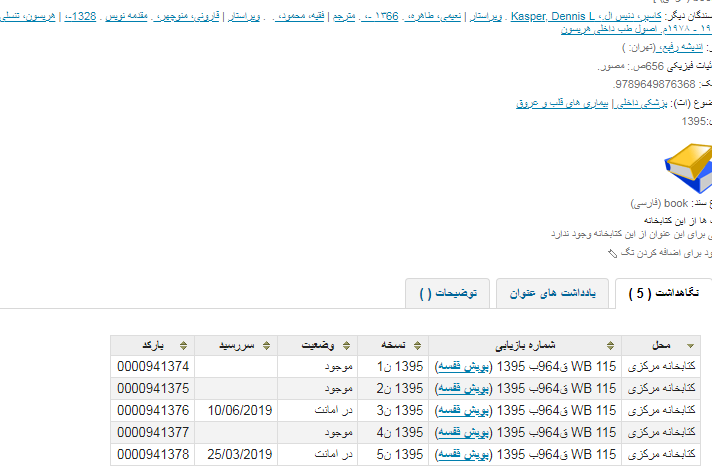 سندگان دیگر: کاسپر، دنیس ال.، Kasper, Dennis L . ویراستار | نعیمی، طاهره، . ۱۳۶۶ -، . مترجم | فقیه، محمود، . . ویراستار | قارونی، منوچهر، . مقدمه نویس . 1328-، | هریسون، تنسلی
۱ - ۱۹۷۸م. اصول طب داخلی هریسون
: اندیشه رفیع، (تهران: )
ئیات فیزیکی 656ص.: مصور.
ک: 9789649876368.
ضوع (ات): پزشکی داخلی | بیماری های قلب و عروق
:1395
ع سند: book (فارسی)
ها از این کتابخانه
ی برای این عنوان از این کتابخانه وجود ندارد
ود برای اضافه کردن تگ
نگاهداشت ( 5 ) یادداشت های عنوان توضیحات ( )
محل شماره بازیابی نسخه وضعیت سررسید بارکد
کتابخانه مرکزی WB 115 ق964ب 1395 (پویش قفسه) 1395 ن1 موجود 0000941374
کتابخانه مرکزی WB 115 ق964ب 1395 (پویش قفسه) 1395 ن2 موجود 0000941375
کتابخانه مرکزی WB 115 ق964ب 1395 (پویش قفسه) 1395 ن3 در امانت 10/06/2019 0000941376
کتابخانه مرکزی WB 115 ق964ب 1395 (پویش قفسه) 1395 ن4 موجود 0000941377
کتابخانه مرکزی WB 115 ق964ب 1395 (پویش قفسه) 1395 ن5 در امانت 25/03/2019 0000941378